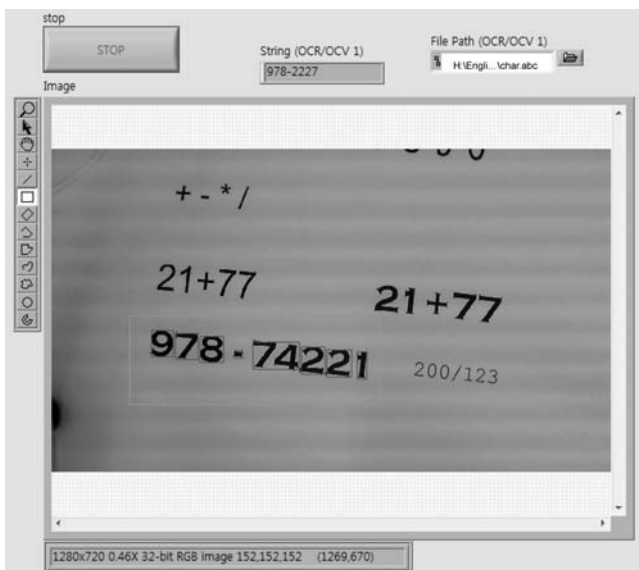 stop
STOP
String (OCR/OCV 1)
978-2227
File Path (OCR/OCV 1)
H:\Engli...\char.abc
Image
+ - * /
21+77
21+77
978 - 74221
200/123
1280x720 0.46X 32-bit RGB image 152,152,152 (1269,670)